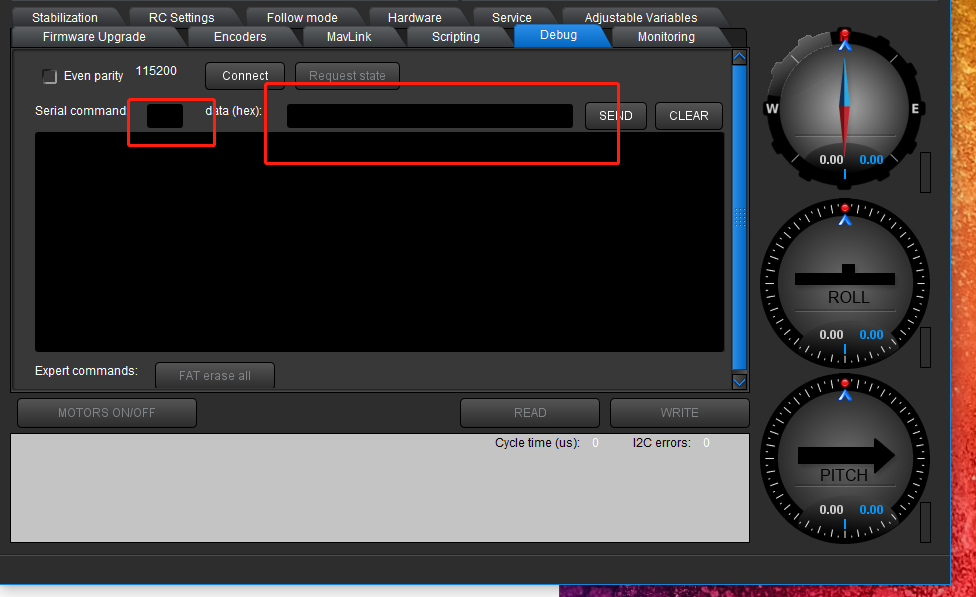 Stabilization RC Settings Follow mode Hardware Service Adjustable Variables
Firmware Upgrade Encoders MavLink Scripting Debug Monitoring
Even parity 115200 Connect Request state
Serial command data (hex): SEND CLEAR
Expert commands: FAT erase all
MOTORS ON/OFF READ WRITE
Cycle time (us): 0 I2C errors: 0
W E
0.00 0.00
ROLL
0.00 0.00
PITCH
0.00 0.00